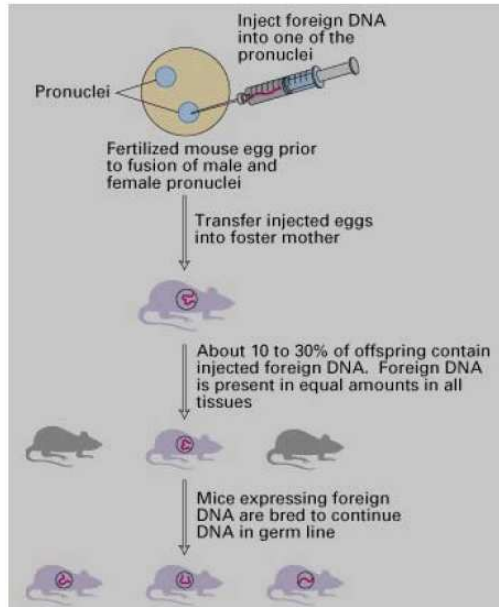 Inject foreign DNA
into one of the
pronuclei
Pronuclei
Fertilized mouse egg prior
to fusion of male and
female pronuclei
Transfer injected eggs
into foster mother
About 10 to 30% of offspring contain
injected foreign DNA. Foreign DNA
is present in equal amounts in all
tissues
Mice expressing foreign
DNA are bred to continue
DNA in germ line